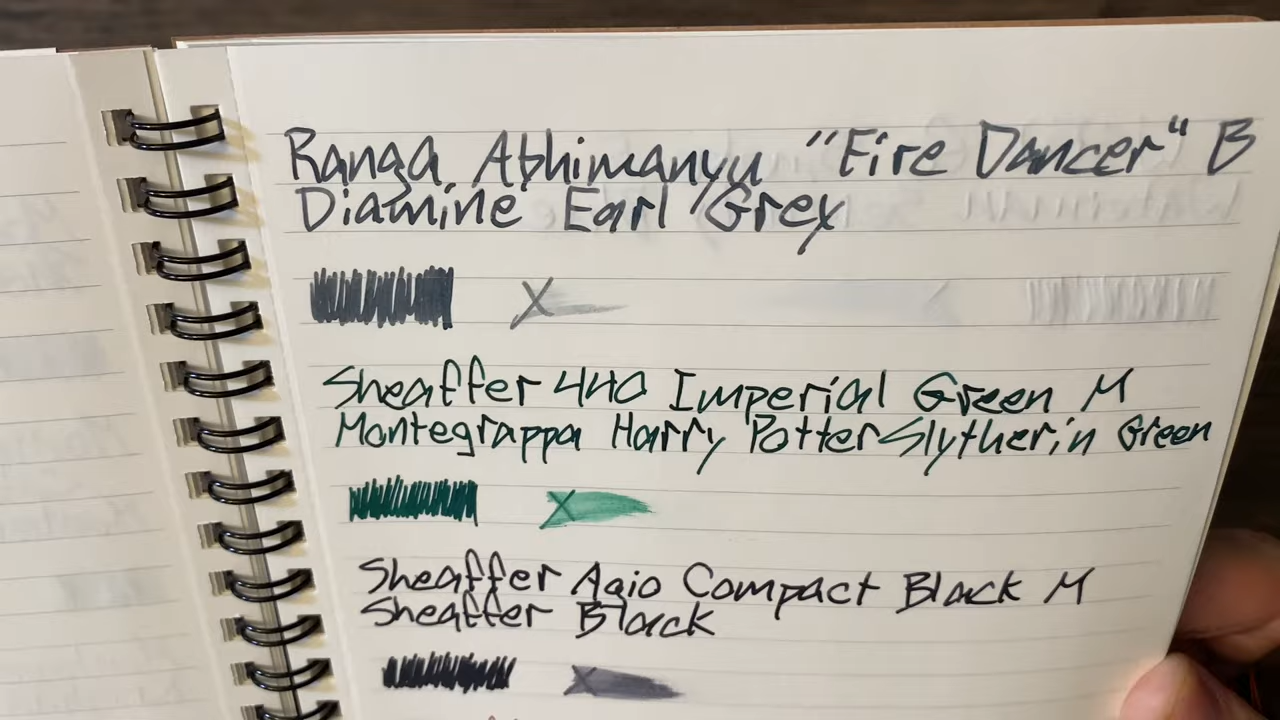 Ranga Abhimanyu "Fire Dancer" B
Diamine Earl Grey
X
Sheaffer 440 Imperial Green M
Montegrappa Harry Potter Slytherin Green
X
Sheaffer Agio Compact Black M
Sheaffer Black
X